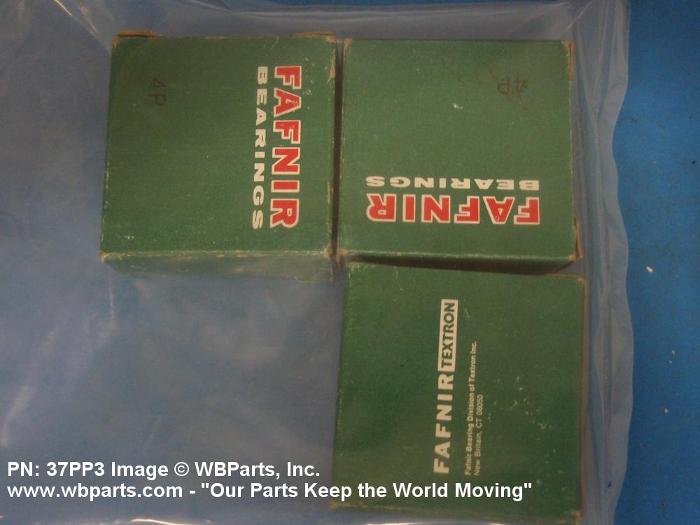 4P
FAFNIR
BEARINGS
4P
FAFNIR
BEARINGS
FAFNIR TEXTRON
Fafnir Bearing Division of Textron Inc.
New Britain, CT 06050
PN: 37PP3 Image © WBParts, Inc.
www.wbparts.com - "Our Parts Keep the World Moving"